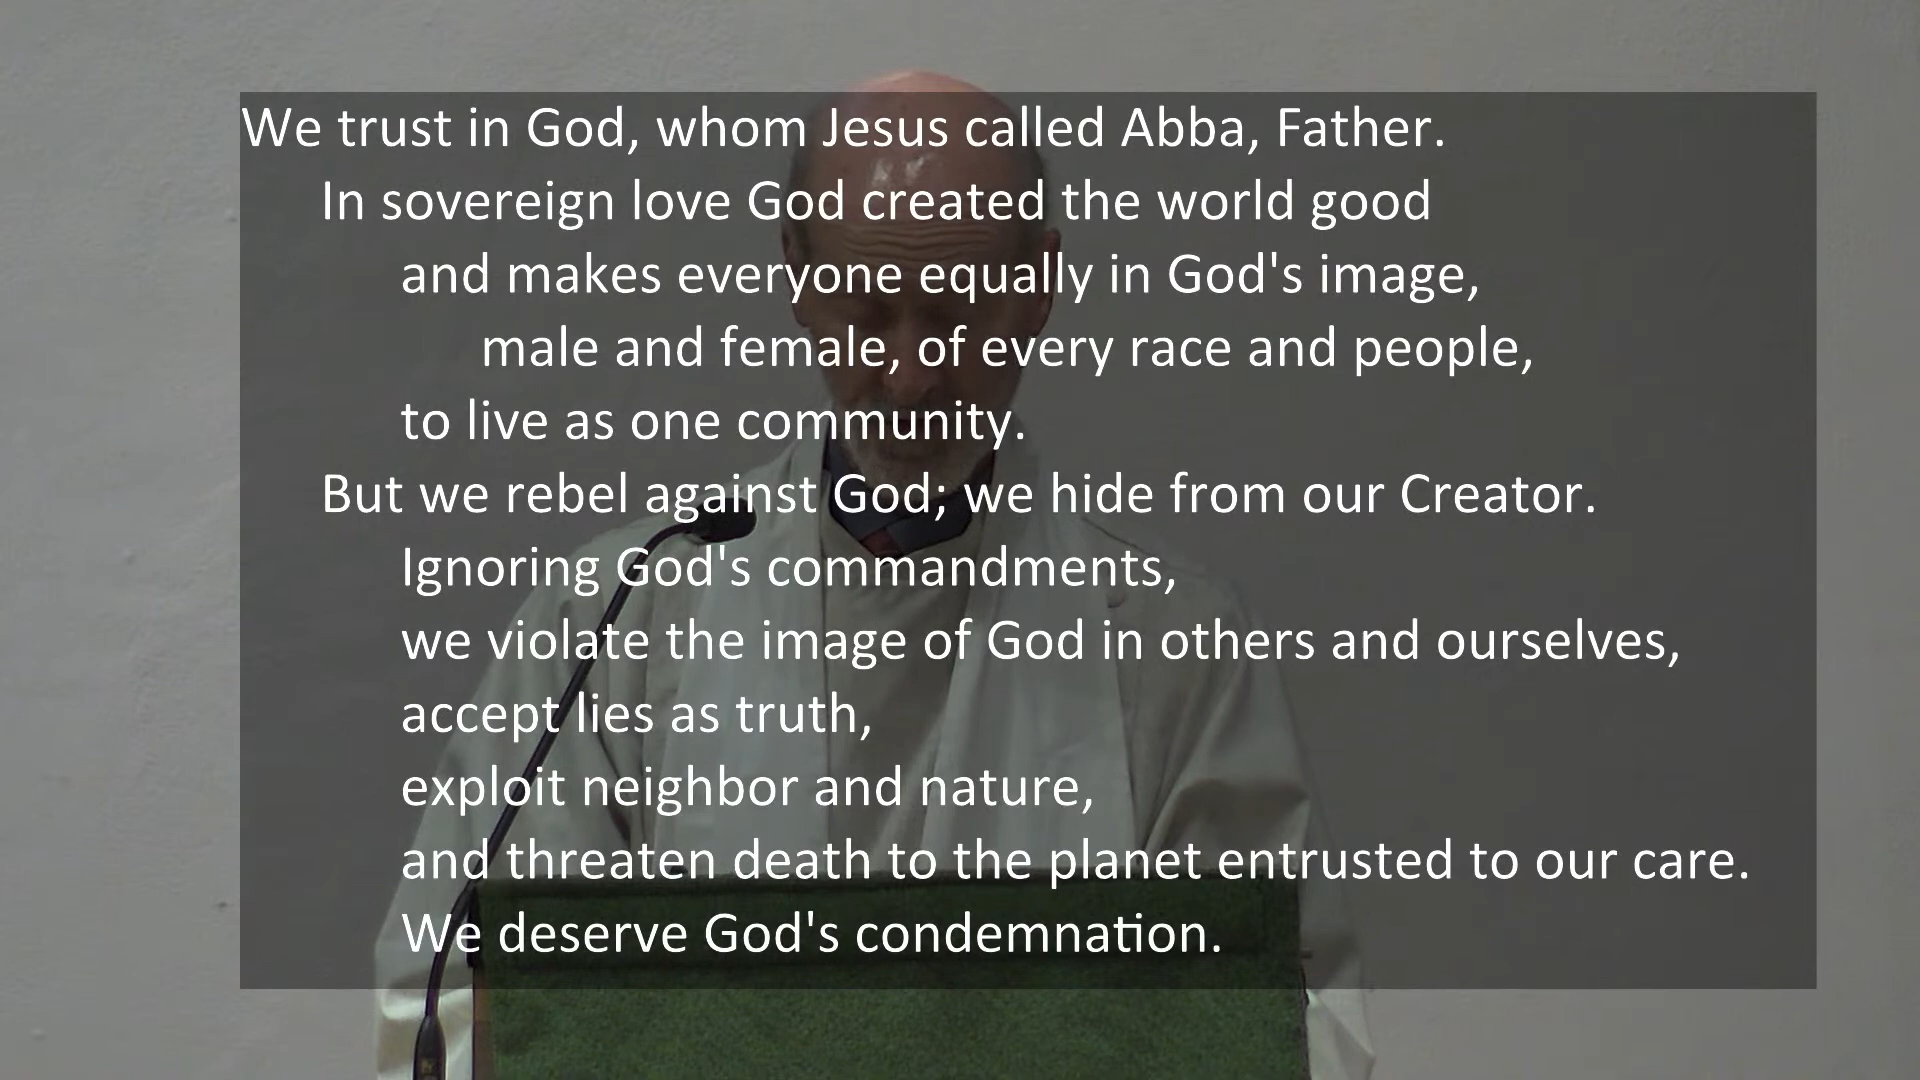 We trust in God, whom Jesus called Abba, Father.
In sovereign love God created the world good
and makes everyone equally in God's image,
male and female, of every race and people,
to live as one community.
But we rebel against God; we hide from our Creator.
Ignoring God's commandments,
we violate the image of God in others and ourselves,
accept lies as truth,
exploit neighbor and nature,
and threaten death to the planet entrusted to our care.
We deserve God's condemnation.